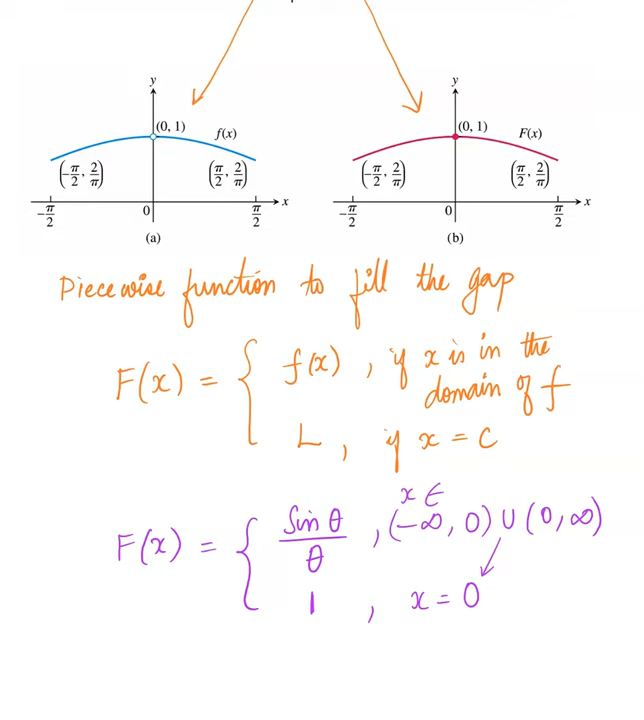 y y
(0, 1) f(x) (0, 1) F(x)
(-π/2, 2/π) (π/2, 2/π) (-π/2, 2/π) (π/2, 2/π)
-π/2 0 π/2 x -π/2 0 π/2 x
(a) (b)
Piecewise function to fill the gap
F(x) = { f(x) , if x is in the
domain of f
L , if x = c
x ∈
F(x) = { Sin θ / θ , (-∞, 0) ∪ (0, ∞)
1 , x = 0